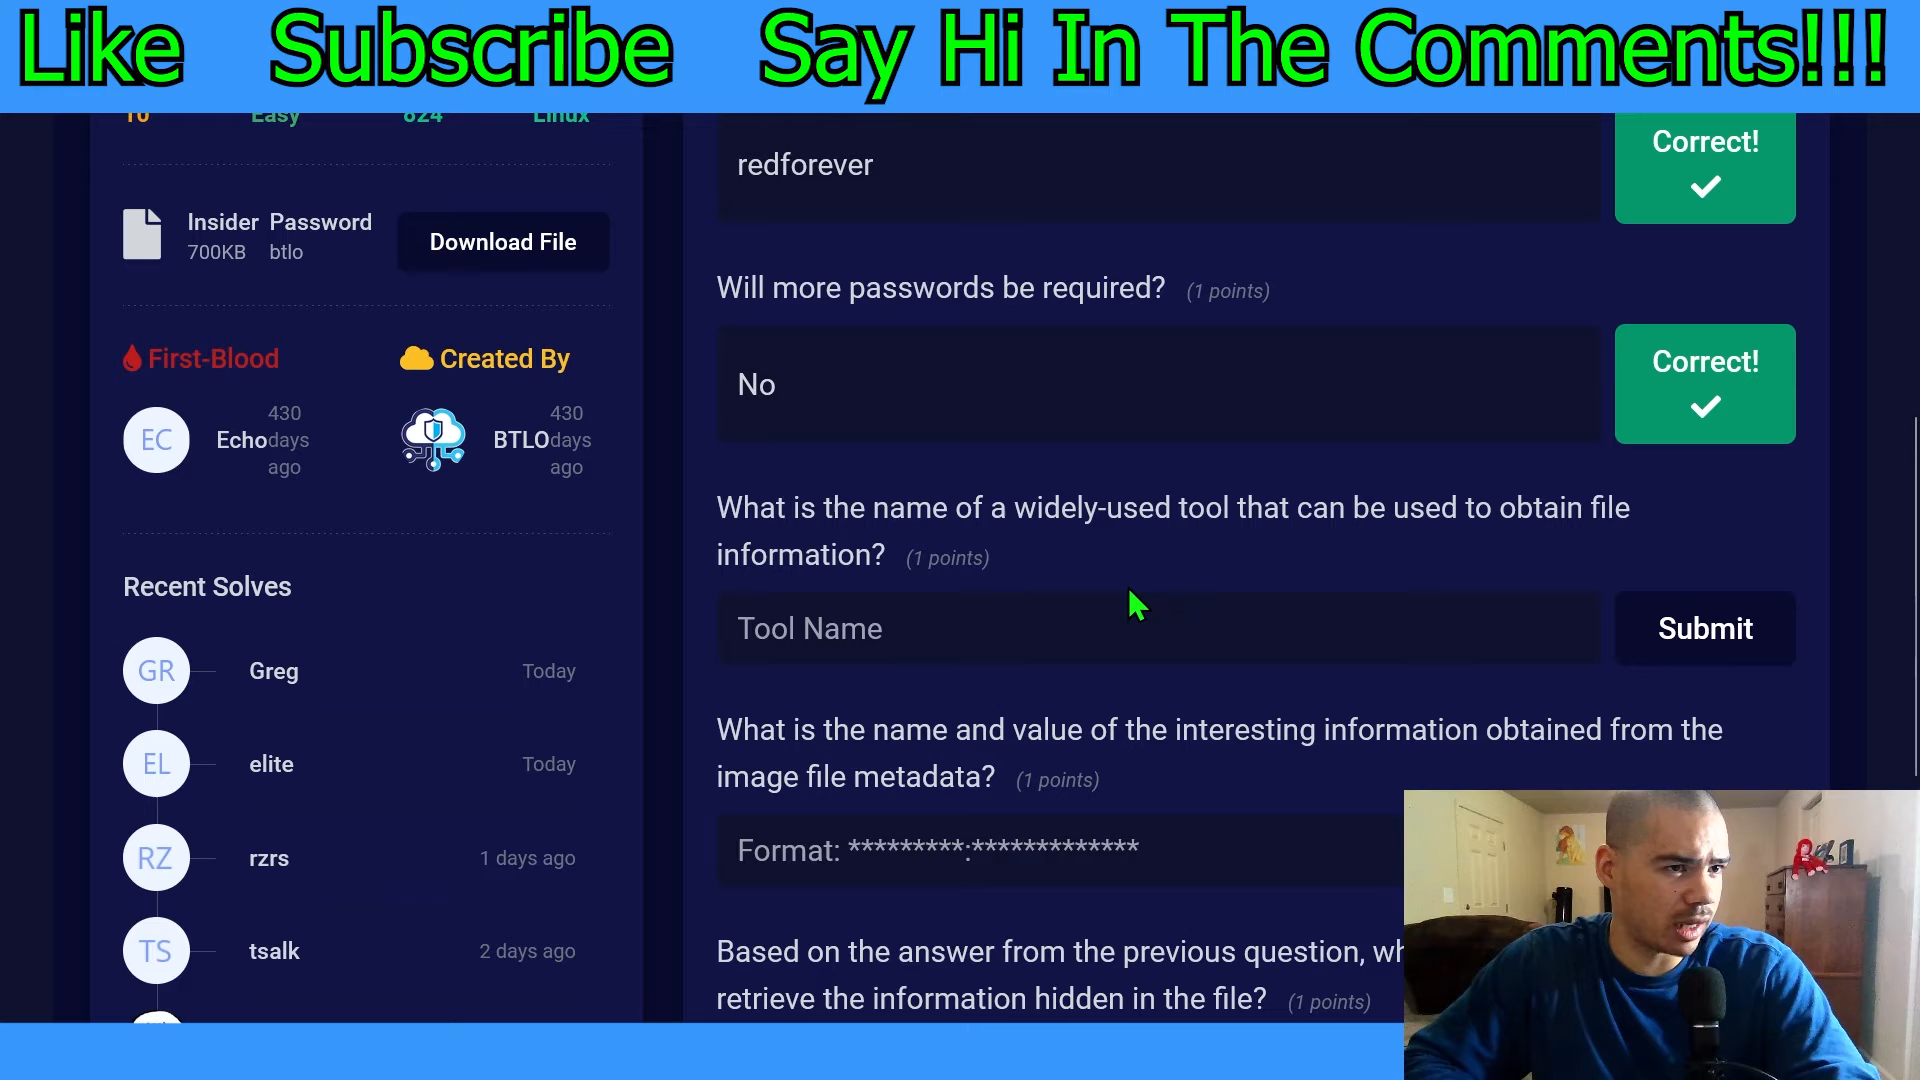 Like Subscribe Say Hi In The Comments!!!
10 Easy 824 Linux
Insider Password
700KB btlo
Download File
First-Blood
Created By
EC
Echo
430
days
ago
BTLO
430
days
ago
Recent Solves
GR Greg Today
EL elite Today
RZ rzrs 1 days ago
TS tsalk 2 days ago
redforever
Correct!
Will more passwords be required? (1 points)
No
Correct!
What is the name of a widely-used tool that can be used to obtain file
information? (1 points)
Tool Name
Submit
What is the name and value of the interesting information obtained from the
image file metadata? (1 points)
Format: *********:*************
Based on the answer from the previous question, wh
retrieve the information hidden in the file? (1 points)